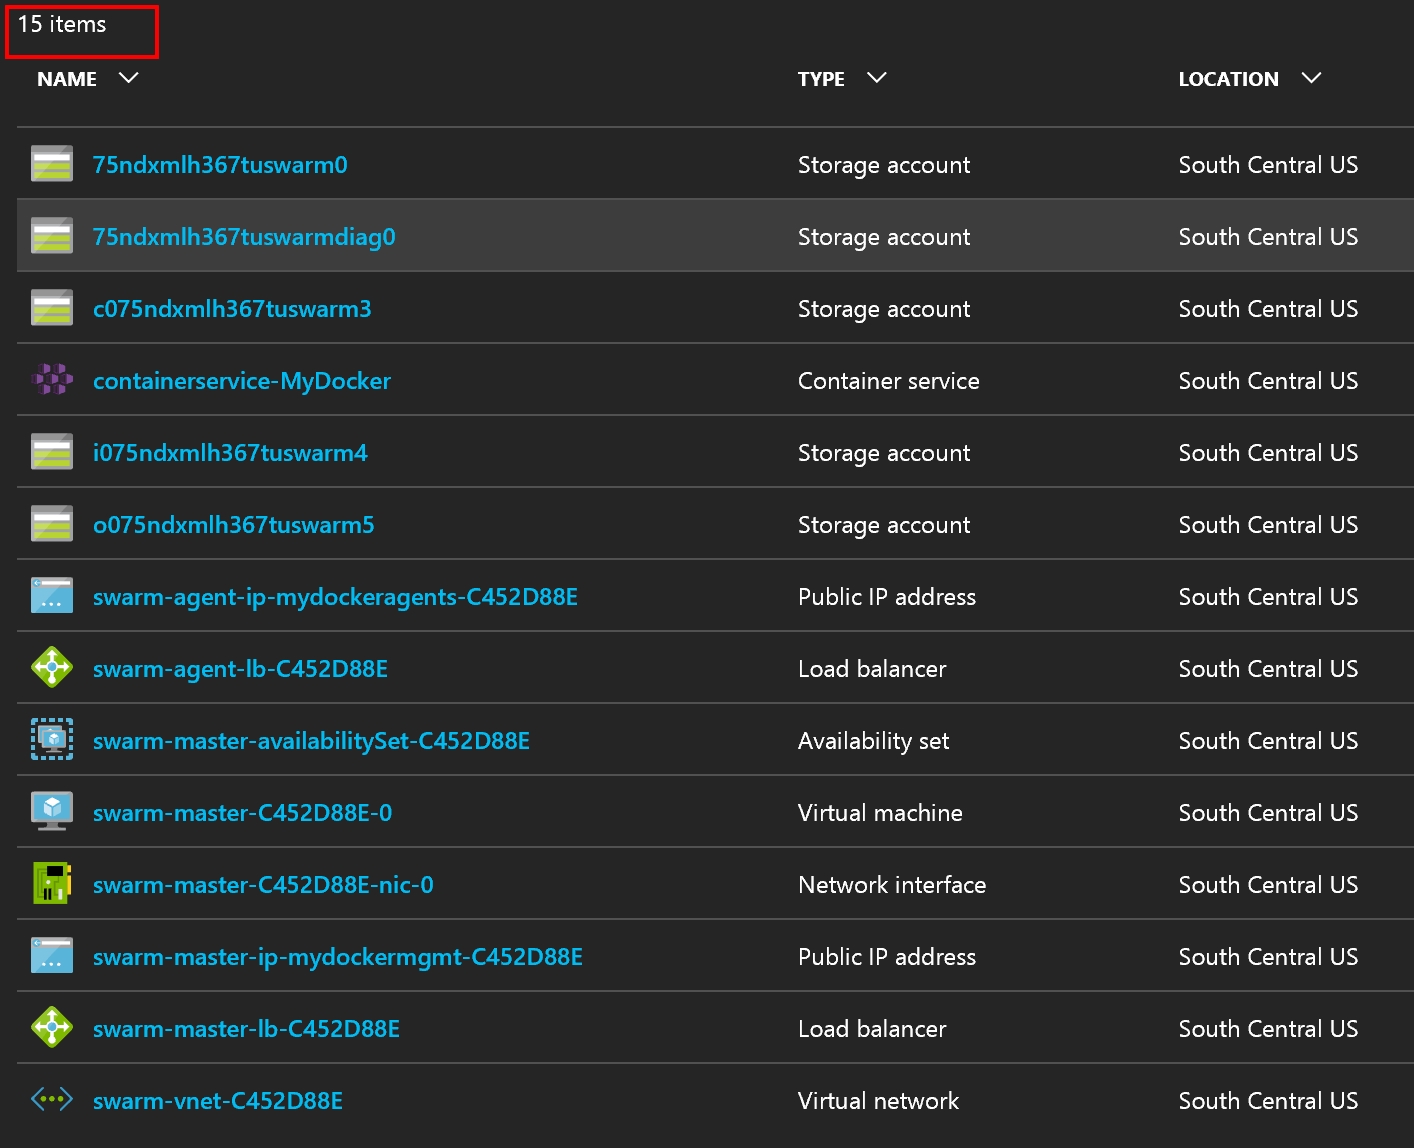 15 items
NAME TYPE LOCATION
75ndxmlh367tuswarm0 Storage account South Central US
75ndxmlh367tuswarmdiag0 Storage account South Central US
c075ndxmlh367tuswarm3 Storage account South Central US
containerservice-MyDocker Container service South Central US
i075ndxmlh367tuswarm4 Storage account South Central US
o075ndxmlh367tuswarm5 Storage account South Central US
swarm-agent-ip-mydockeragents-C452D88E Public IP address South Central US
swarm-agent-lb-C452D88E Load balancer South Central US
swarm-master-availabilitySet-C452D88E Availability set South Central US
swarm-master-C452D88E-0 Virtual machine South Central US
swarm-master-C452D88E-nic-0 Network interface South Central US
swarm-master-ip-mydockermgmt-C452D88E Public IP address South Central US
swarm-master-lb-C452D88E Load balancer South Central US
swarm-vnet-C452D88E Virtual network South Central US